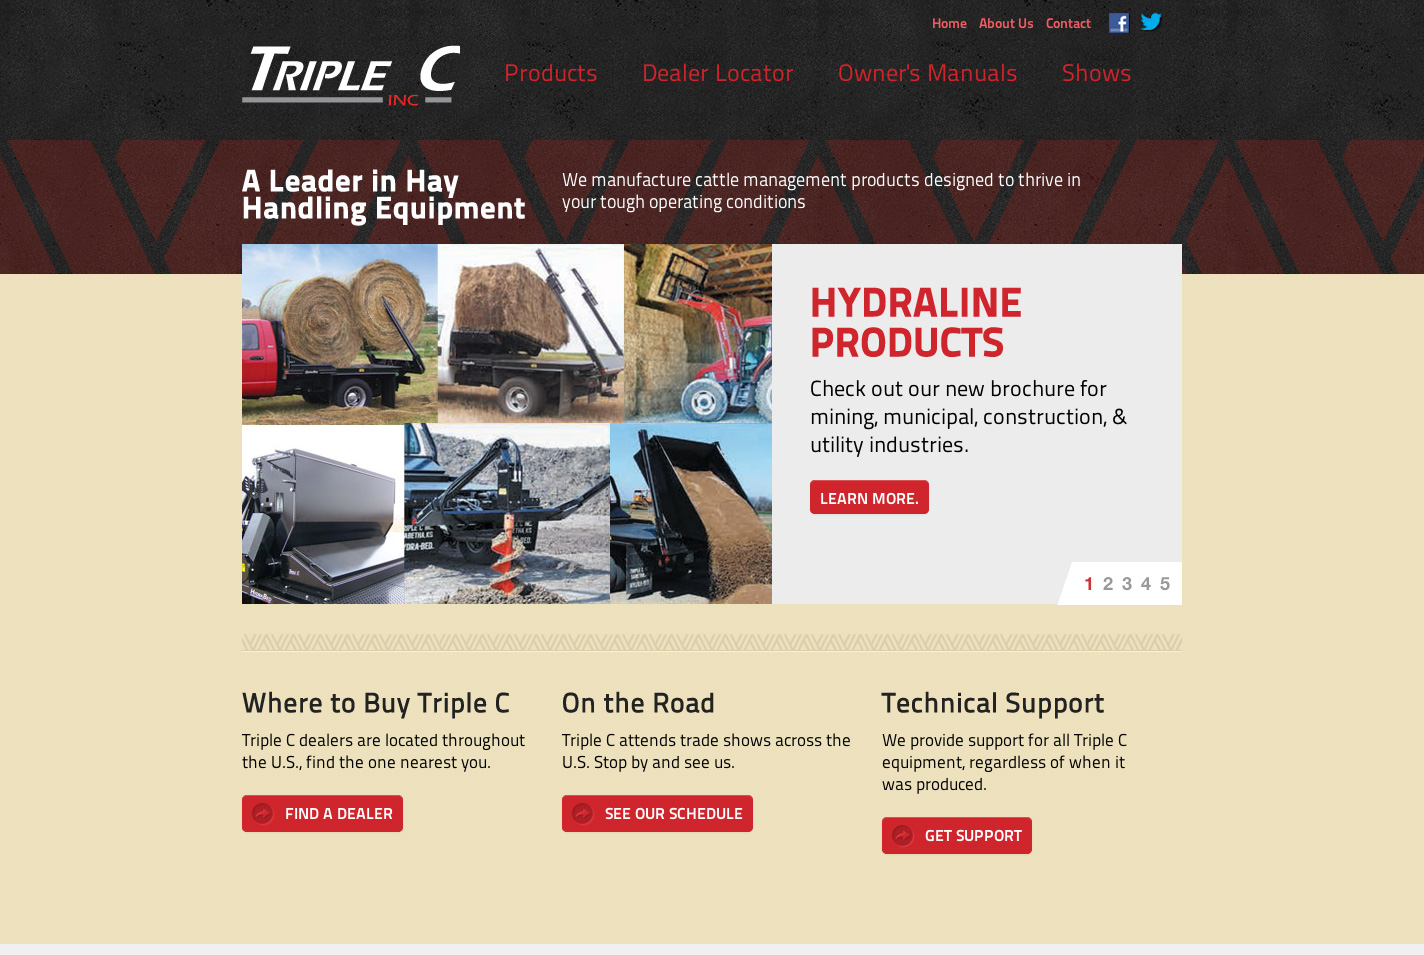 Home About Us Contact
TRIPLE C
INC
Products Dealer Locator Owner's Manuals Shows
A Leader in Hay
Handling Equipment
We manufacture cattle management products designed to thrive in
your tough operating conditions
HYDRALINE
PRODUCTS
Check out our new brochure for
mining, municipal, construction, &
utility industries.
LEARN MORE.
1 2 3 4 5
Where to Buy Triple C
Triple C dealers are located throughout
the U.S., find the one nearest you.
FIND A DEALER
On the Road
Triple C attends trade shows across the
U.S. Stop by and see us.
SEE OUR SCHEDULE
Technical Support
We provide support for all Triple C
equipment, regardless of when it
was produced.
GET SUPPORT